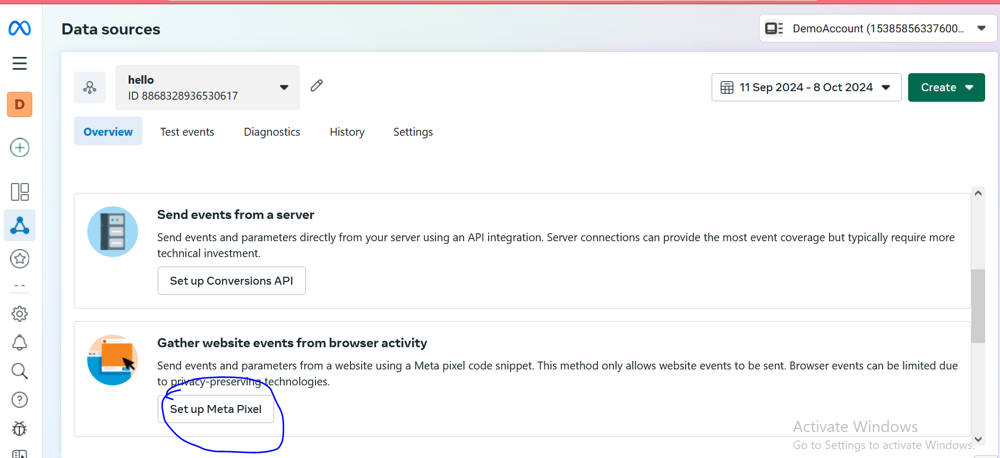 Data sources
DemoAccount (15385856337600...
hello
ID 8868328936530617
11 Sep 2024 - 8 Oct 2024
Create
D
Overview
Test events
Diagnostics
History
Settings
Send events from a server
Send events and parameters directly from your server using an API integration. Server connections can provide the most event coverage but typically require more
technical investment.
Set up Conversions API
Gather website events from browser activity
Send events and parameters from a website using a Meta pixel code snippet. This method only allows website events to be sent. Browser events can be limited due
to privacy-preserving technologies.
Set up Meta Pixel
Activate Windows
Go to Settings to activate Windows.